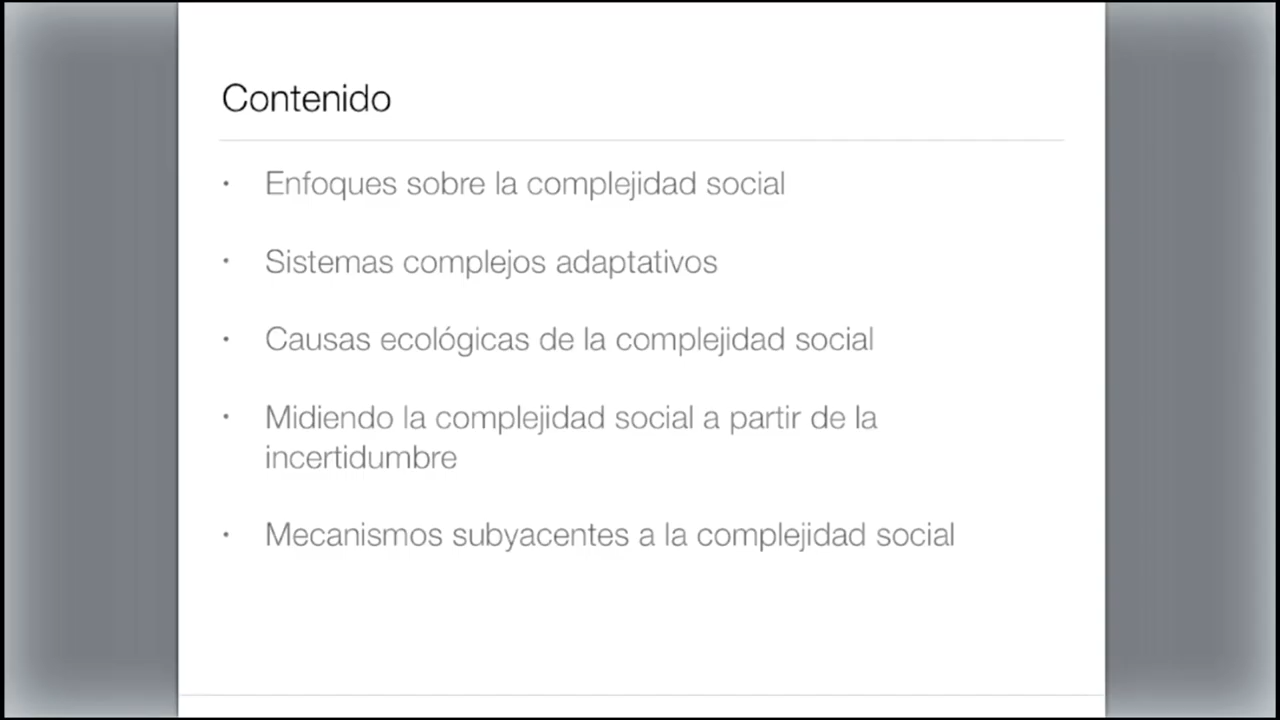 Contenido
• Enfoques sobre la complejidad social
• Sistemas complejos adaptativos
• Causas ecológicas de la complejidad social
• Midiendo la complejidad social a partir de la
incertidumbre
• Mecanismos subyacentes a la complejidad social